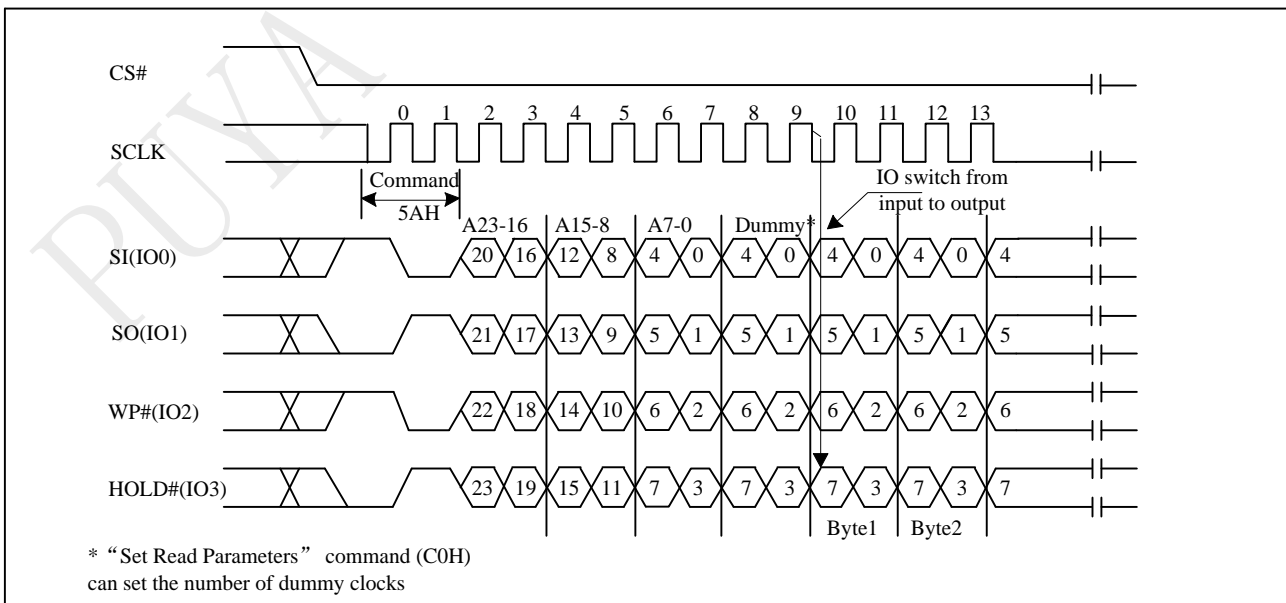 PUYA
CS#
0 1 2 3 4 5 6 7 8 9 10 11 12 13
SCLK
Command
5AH
IO switch from
input to output
A23-16 A15-8 A7-0 Dummy*
SI(IO0) 20 16 12 8 4 0 4 0 4 0 4 0 4
SO(IO1) 21 17 13 9 5 1 5 1 5 1 5 1 5
WP#(IO2) 22 18 14 10 6 2 6 2 6 2 6 2 6
HOLD#(IO3) 23 19 15 11 7 3 7 3 7 3 7 3 7
Byte1 Byte2
* “Set Read Parameters” command (C0H)
can set the number of dummy clocks